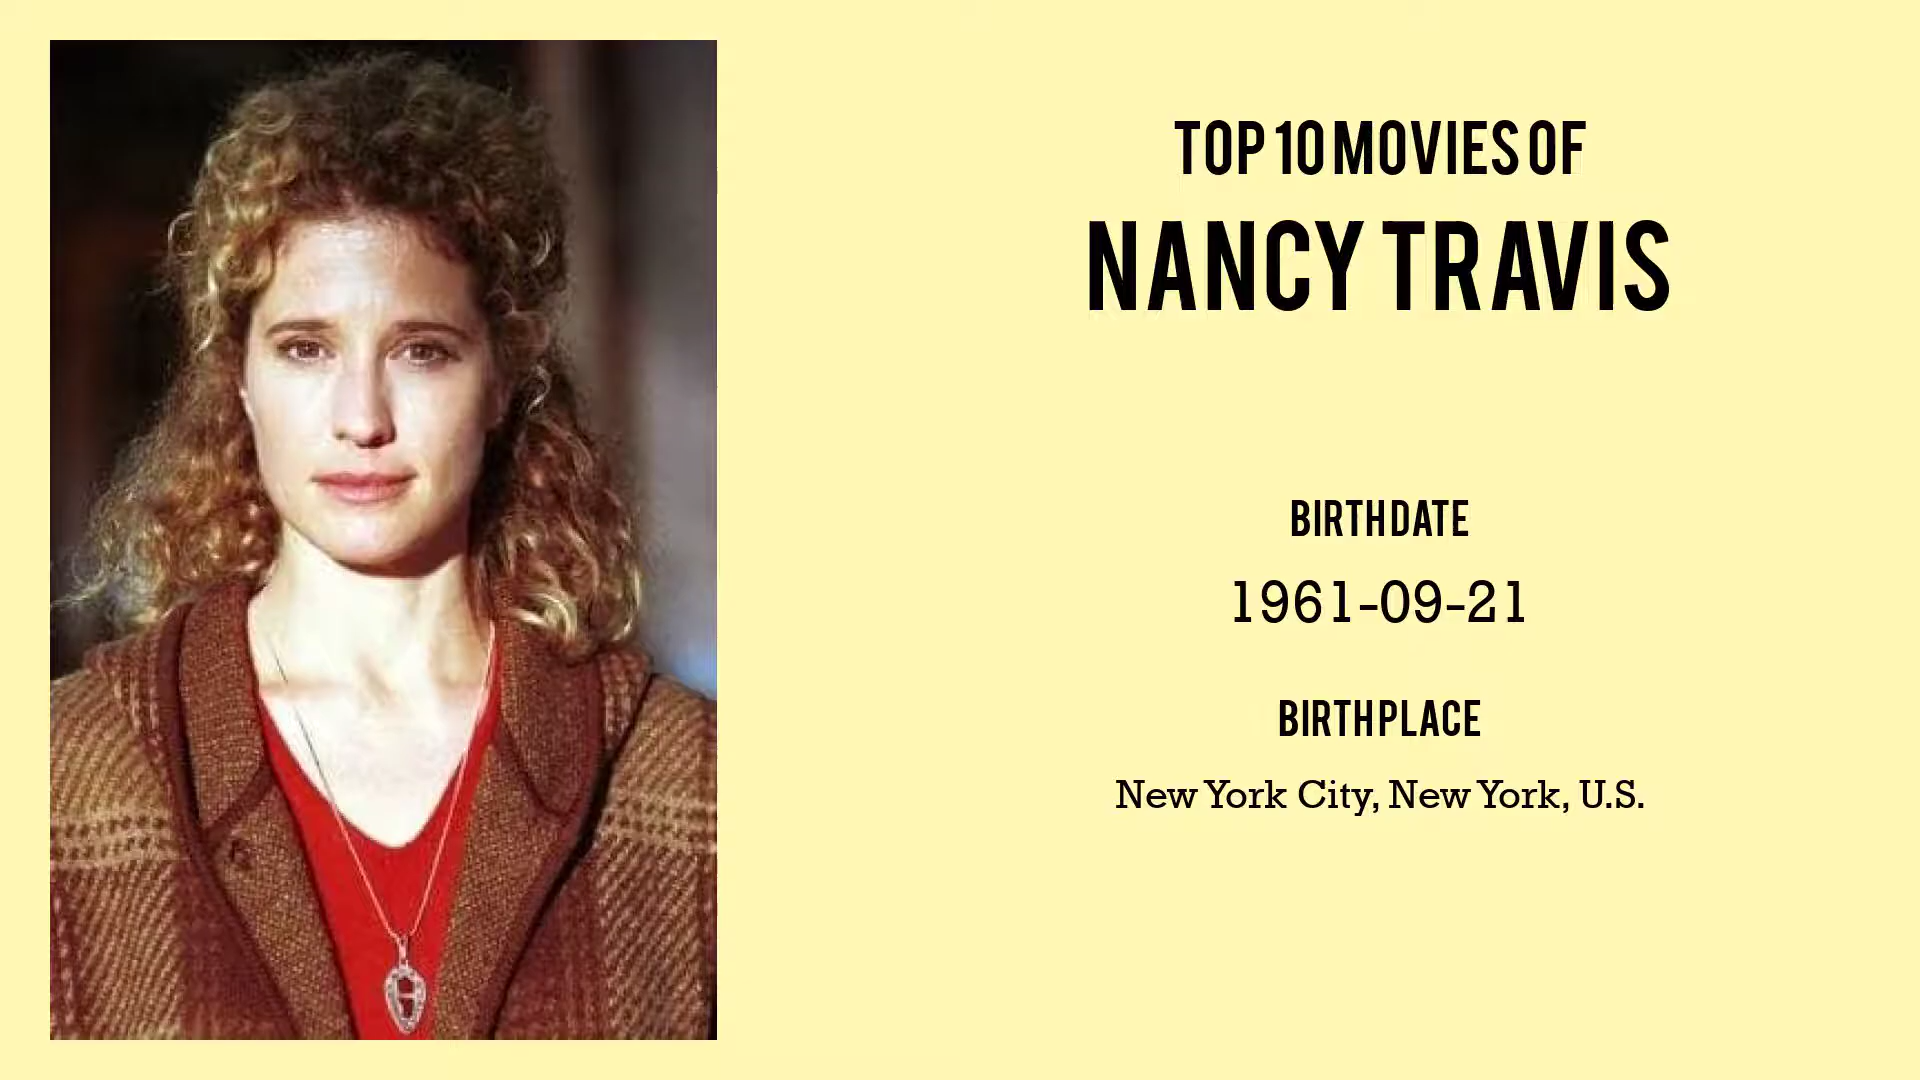 TOP 10 MOVIES OF
NANCY TRAVIS
BIRTHDATE
1961-09-21
BIRTHPLACE
New York City, New York, U.S.